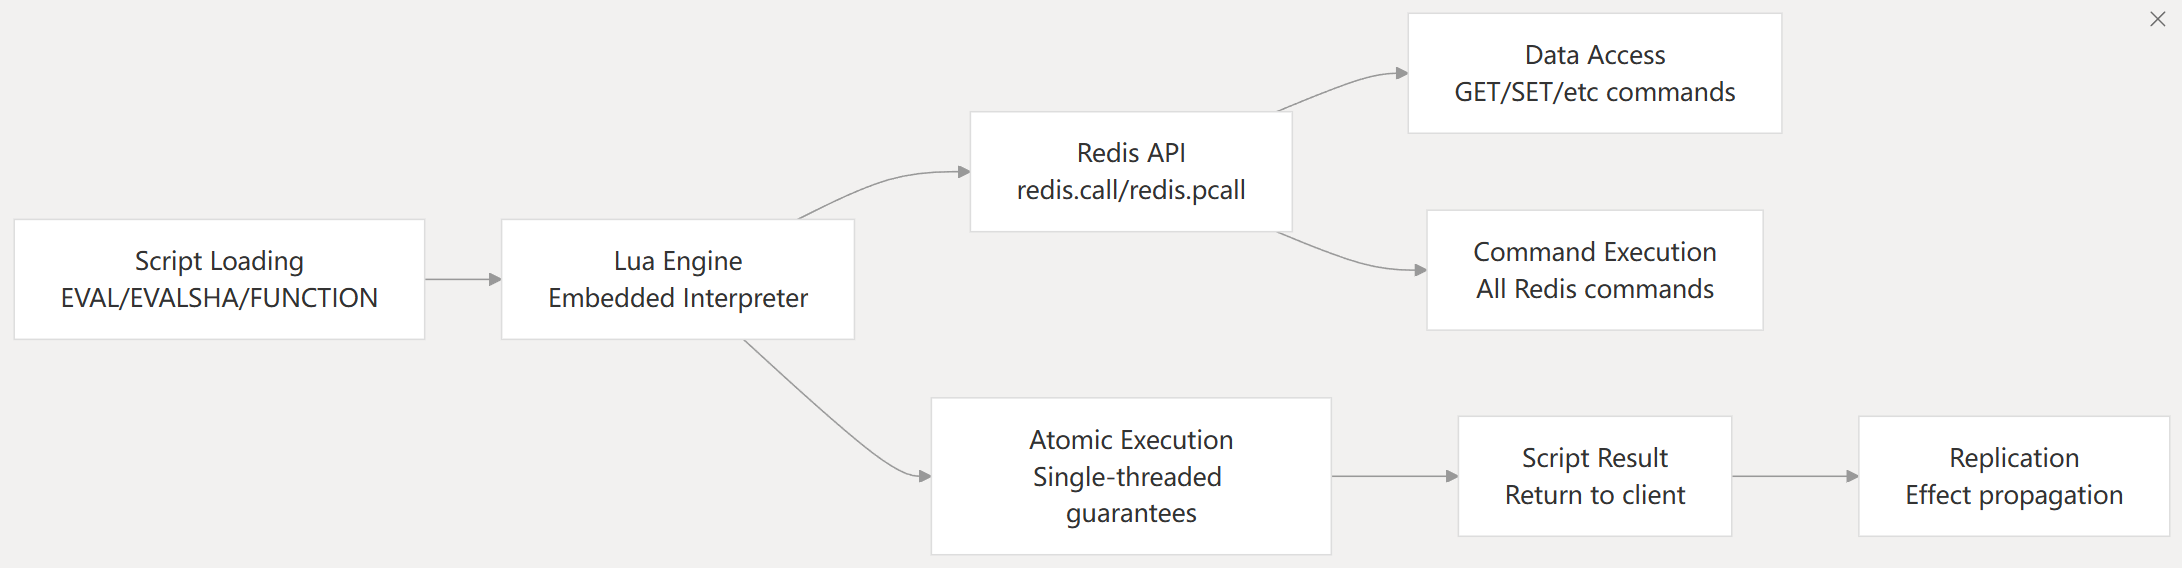 Script Loading
EVAL/EVALSHA/FUNCTION
Lua Engine
Embedded Interpreter
Redis API
redis.call/redis.pcall
Data Access
GET/SET/etc commands
Command Execution
All Redis commands
Atomic Execution
Single-threaded
guarantees
Script Result
Return to client
Replication
Effect propagation